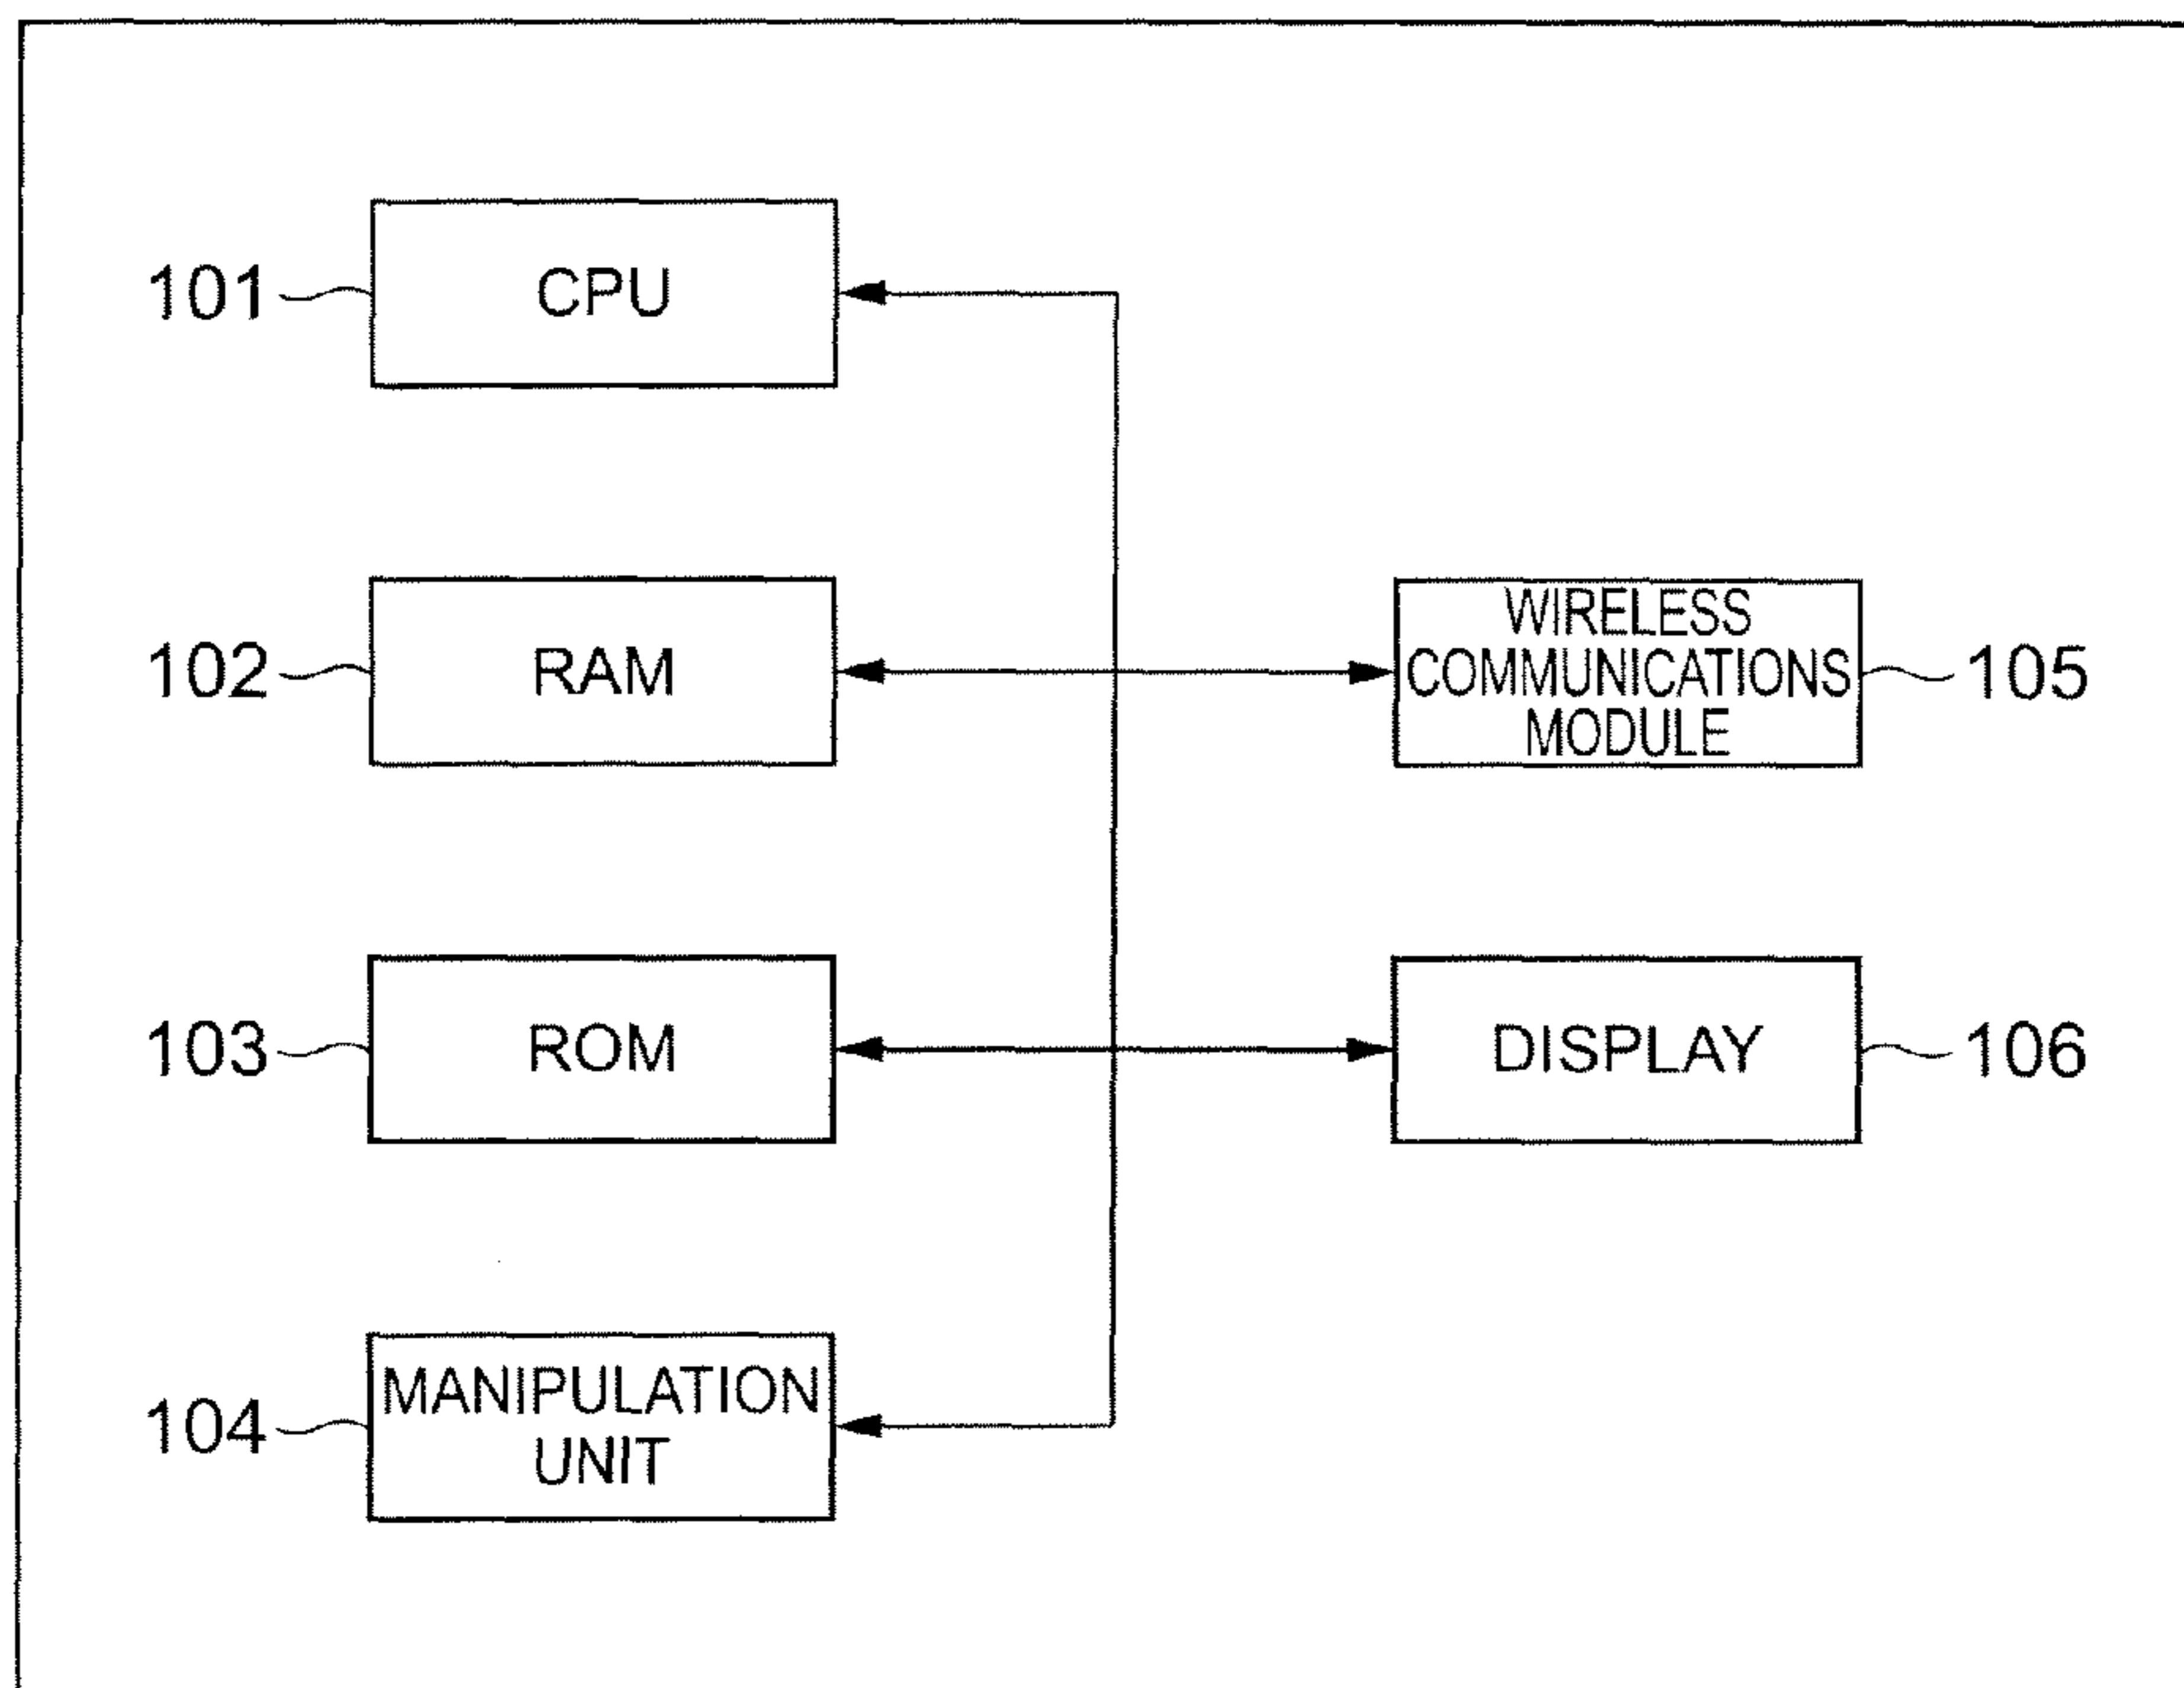 101
CPU
102
RAM
WIRELESS
COMMUNICATIONS
MODULE
105
103
ROM
DISPLAY
106
104
MANIPULATION
UNIT